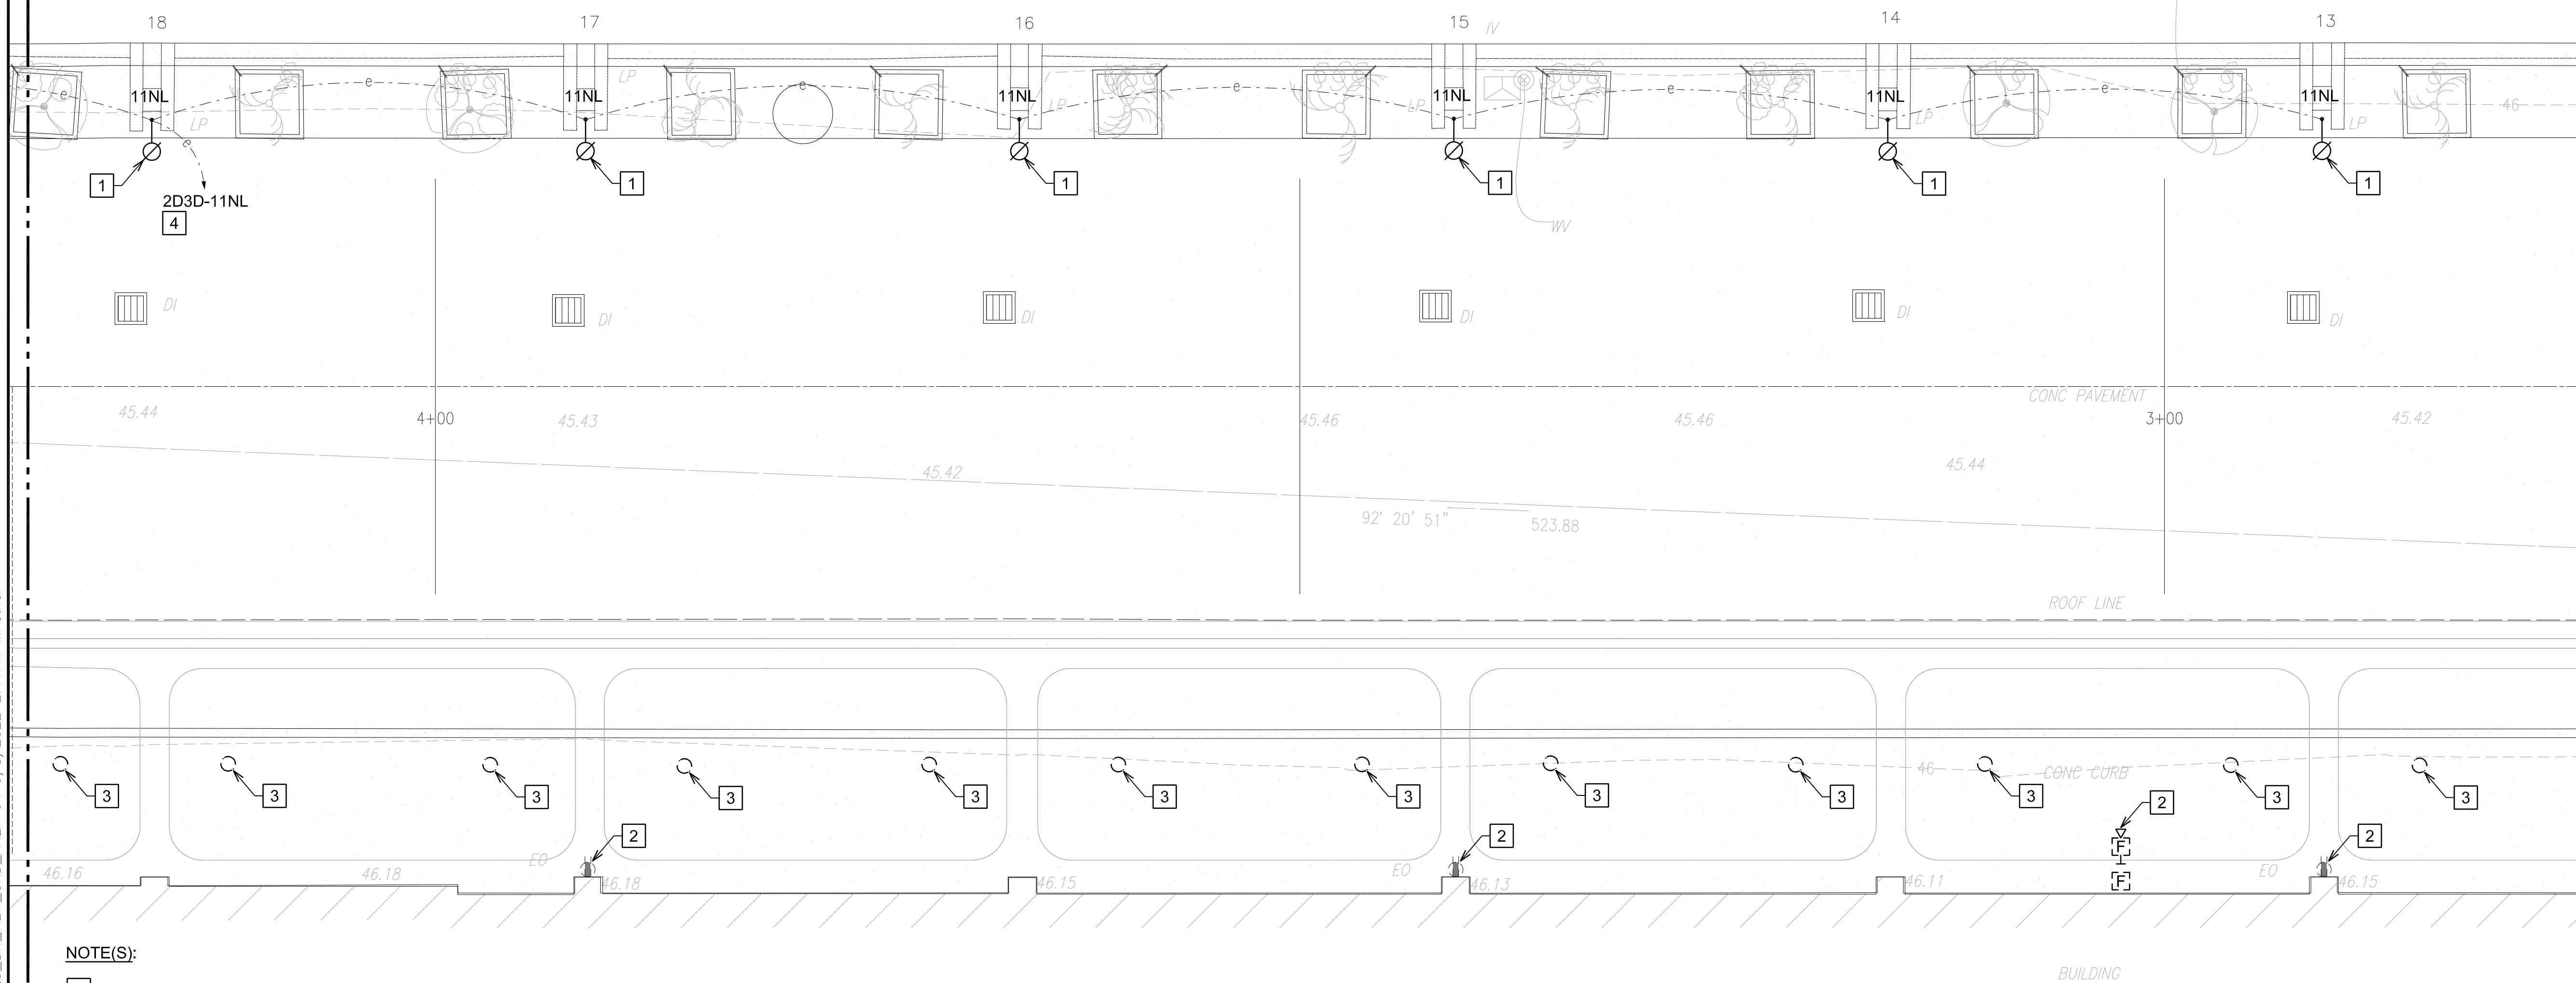 18 17 16 15 14 13
IV
LP
e e e e e e
11NL 11NL 11NL 11NL 11NL 11NL
LP LP LP LP LP
46
e
1 1 1 1 1 1
2D3D-11NL
4
WV
DI DI DI DI DI DI
CONC PAVEMENT
45.44 4+00 45.43 45.46 45.46 3+00 45.42
45.42 45.44
92° 20' 51" 523.88
ROOF LINE
46 CONC CURB
3 3 3 3 3 3 3 3 3 3 3 3
2
2 2 2
F
EO EO EO
46.16 46.18 46.18 46.15 46.13 46.11 46.15
F
NOTE(S):
BUILDING